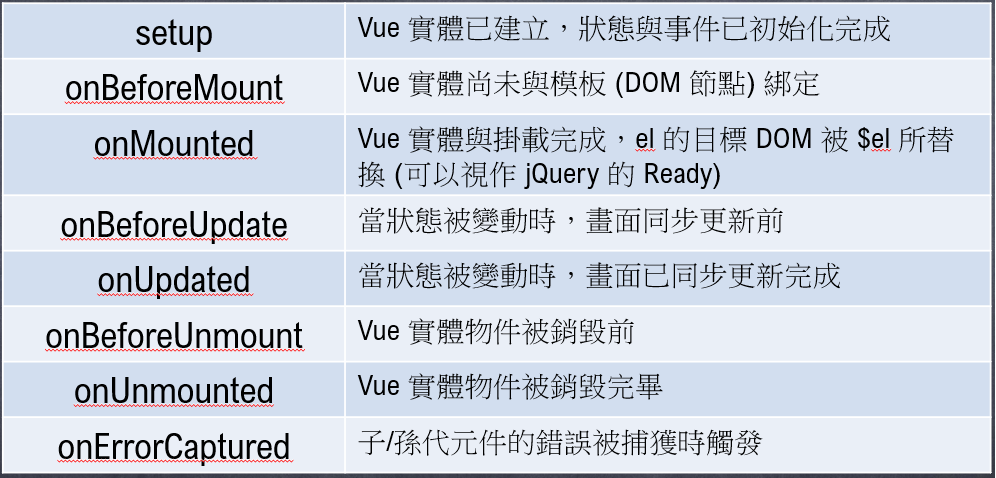 setup
Vue 實體已建立，狀態與事件已初始化完成
onBeforeMount
Vue 實體尚未與模板 (DOM 節點) 綁定
onMounted
Vue 實體與掛載完成，el 的目標 DOM 被 $el 所替
換 (可以視作 jQuery 的 Ready)
onBeforeUpdate
當狀態被變動時，畫面同步更新前
onUpdated
當狀態被變動時，畫面已同步更新完成
onBeforeUnmount
Vue 實體物件被銷毀前
onUnmounted
Vue 實體物件被銷毀完畢
onErrorCaptured
子/孫代元件的錯誤被捕獲時觸發